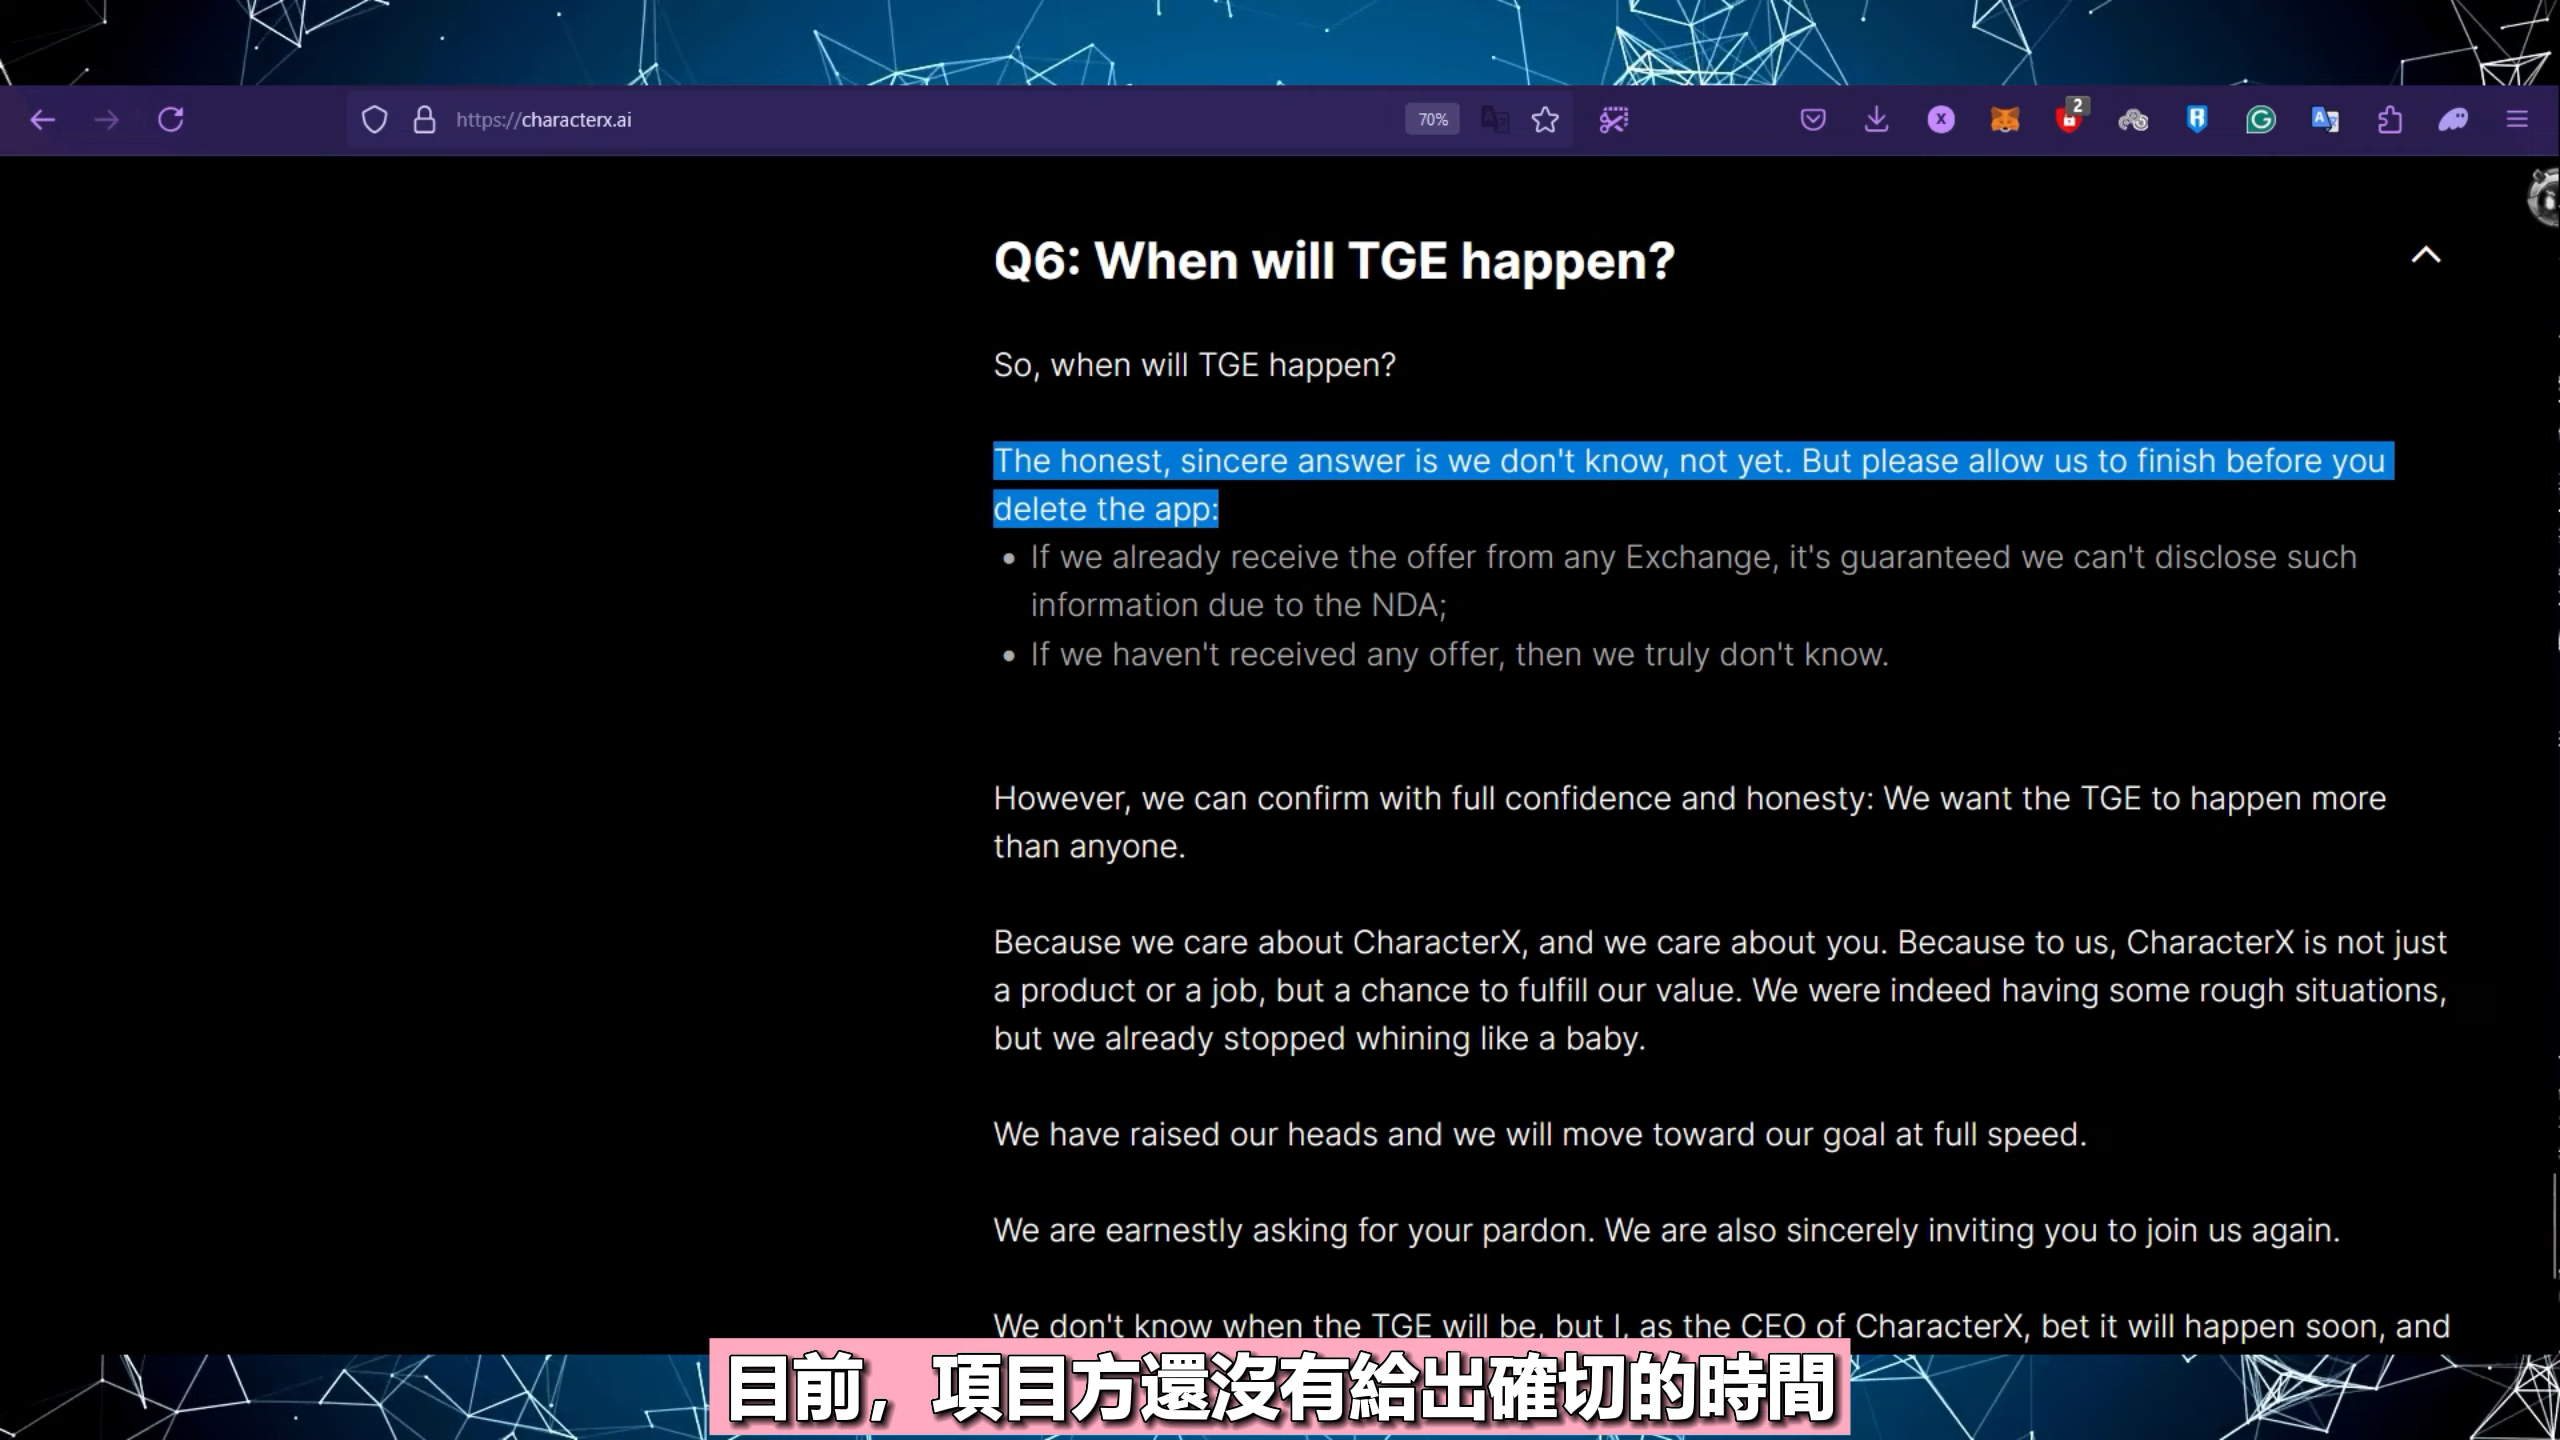 https://characterx.ai
70%
2
Q6: When will TGE happen?
So, when will TGE happen?
The honest, sincere answer is we don't know, not yet. But please allow us to finish before you
delete the app:
• If we already receive the offer from any Exchange, it's guaranteed we can't disclose such
information due to the NDA;
• If we haven't received any offer, then we truly don't know.
However, we can confirm with full confidence and honesty: We want the TGE to happen more
than anyone.
Because we care about CharacterX, and we care about you. Because to us, CharacterX is not just
a product or a job, but a chance to fulfill our value. We were indeed having some rough situations,
but we already stopped whining like a baby.
We have raised our heads and we will move toward our goal at full speed.
We are earnestly asking for your pardon. We are also sincerely inviting you to join us again.
We don't know when the TGE will be, but I, as the CEO of CharacterX, bet it will happen soon, and
目前，項目方還沒有給出確切的時間